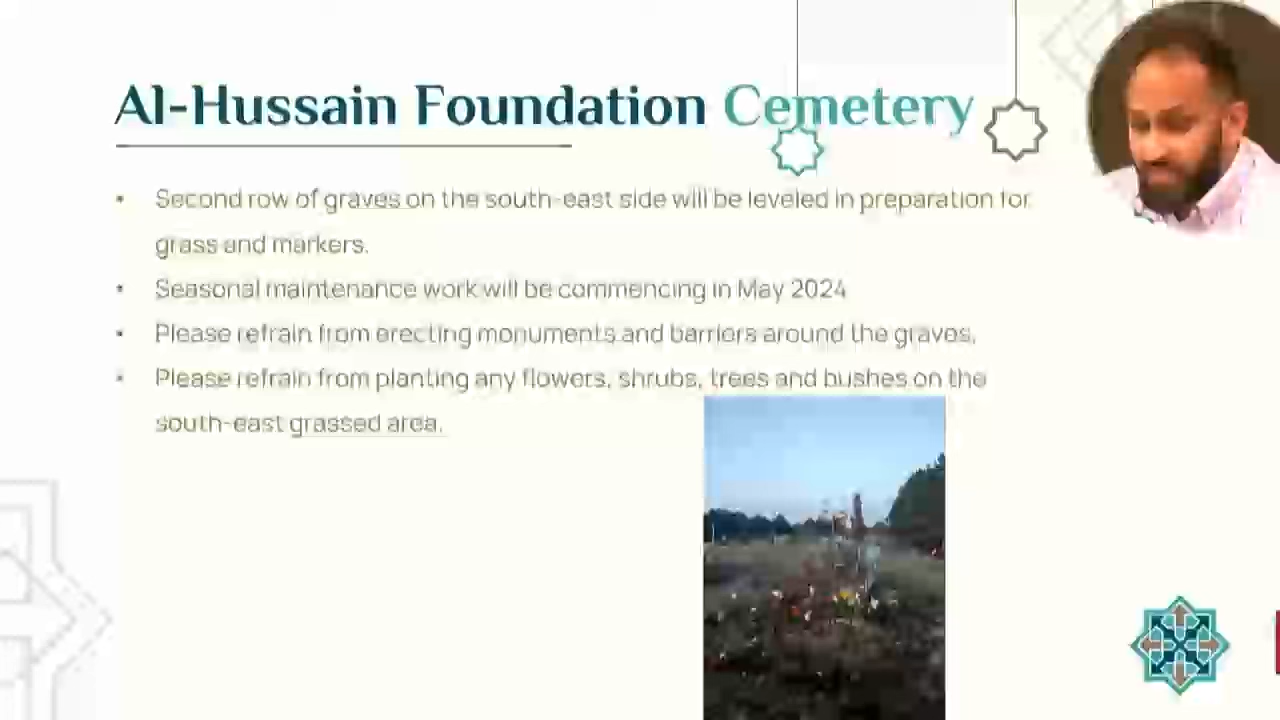 Al-Hussain Foundation Cemetery
• Second row of graves on the south-east side will be leveled in preparation for
grass and markers.
• Seasonal maintenance work will be commencing in May 2024
• Please refrain from erecting monuments and barriers around the graves.
• Please refrain from planting any flowers, shrubs, trees and bushes on the
south-east grassed area.